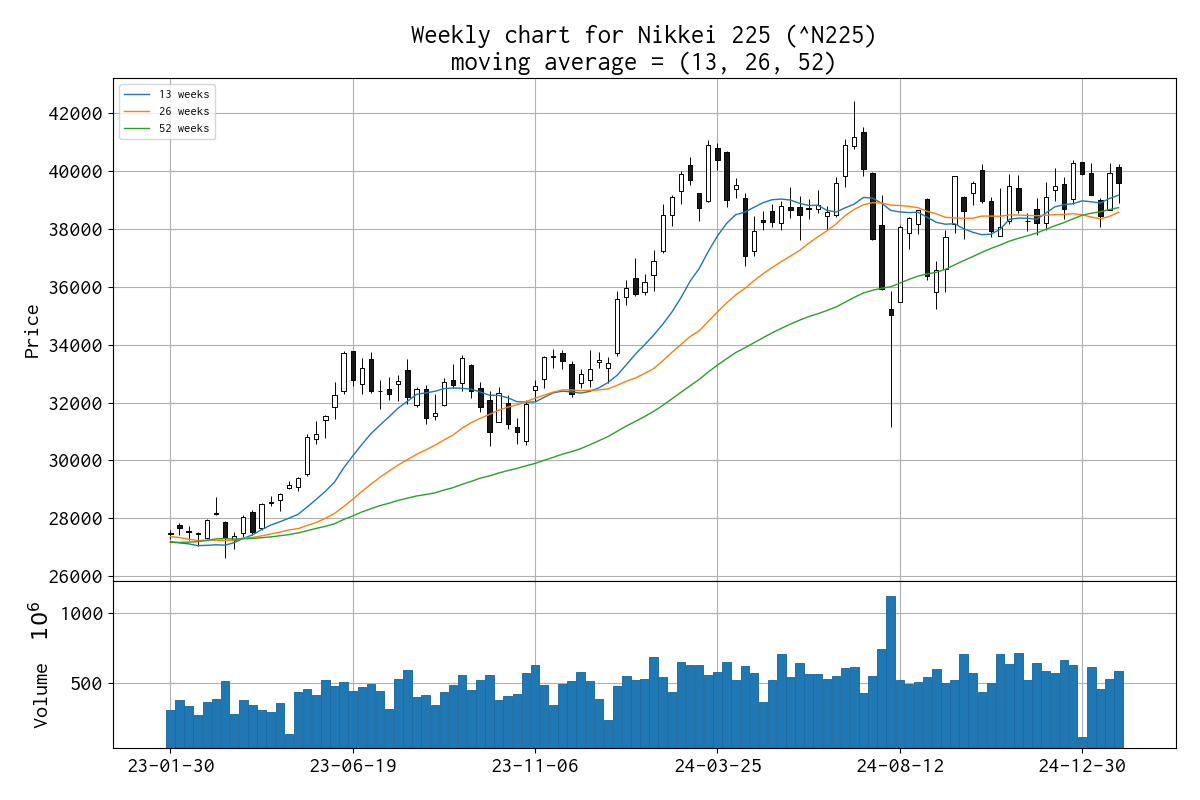 Weekly chart for Nikkei 225 (^N225)
moving average = (13, 26, 52)
13 weeks
26 weeks
52 weeks
42000
40000
38000
36000
34000
32000
30000
28000
26000
Price
1000
500
Volume 10^6
23-01-30 23-06-19 23-11-06 24-03-25 24-08-12 24-12-30